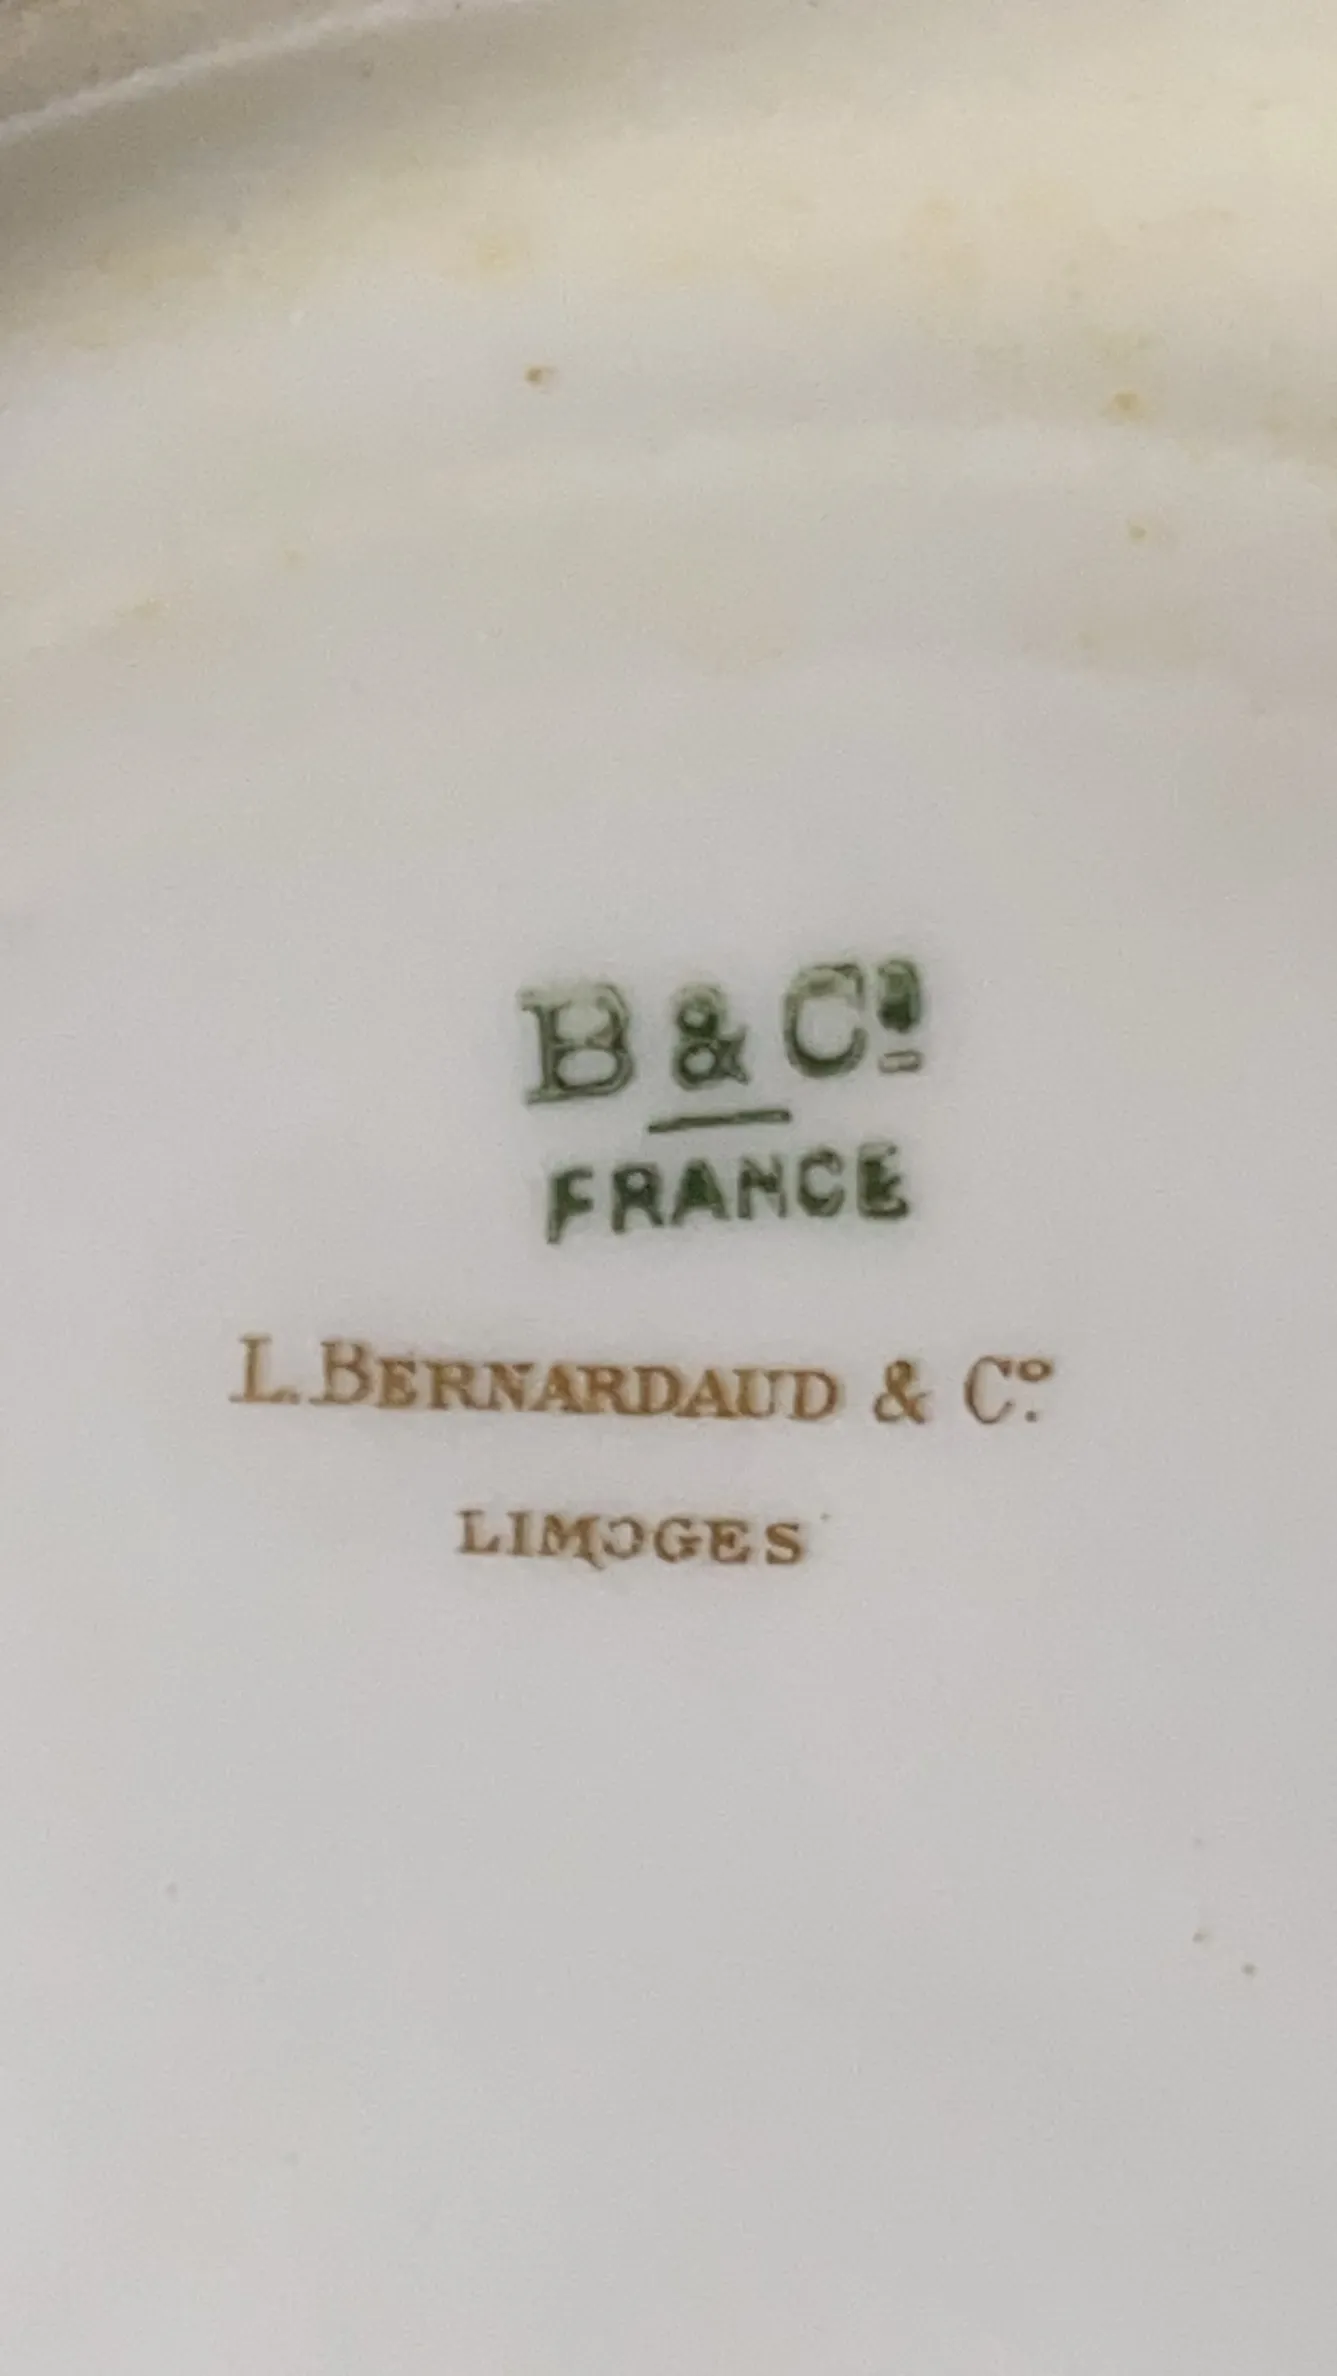 B & Co
FRANCE
L. BERNARDAUD & Co.
LIMOGES